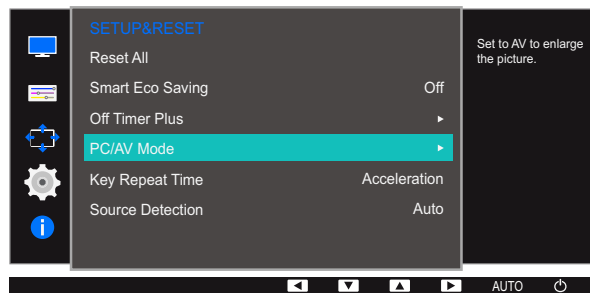 SETUP&RESET
Reset All
Smart Eco Saving Off
Off Timer Plus
PC/AV Mode
Key Repeat Time Acceleration
Source Detection Auto
Set to AV to enlarge
the picture.
AUTO